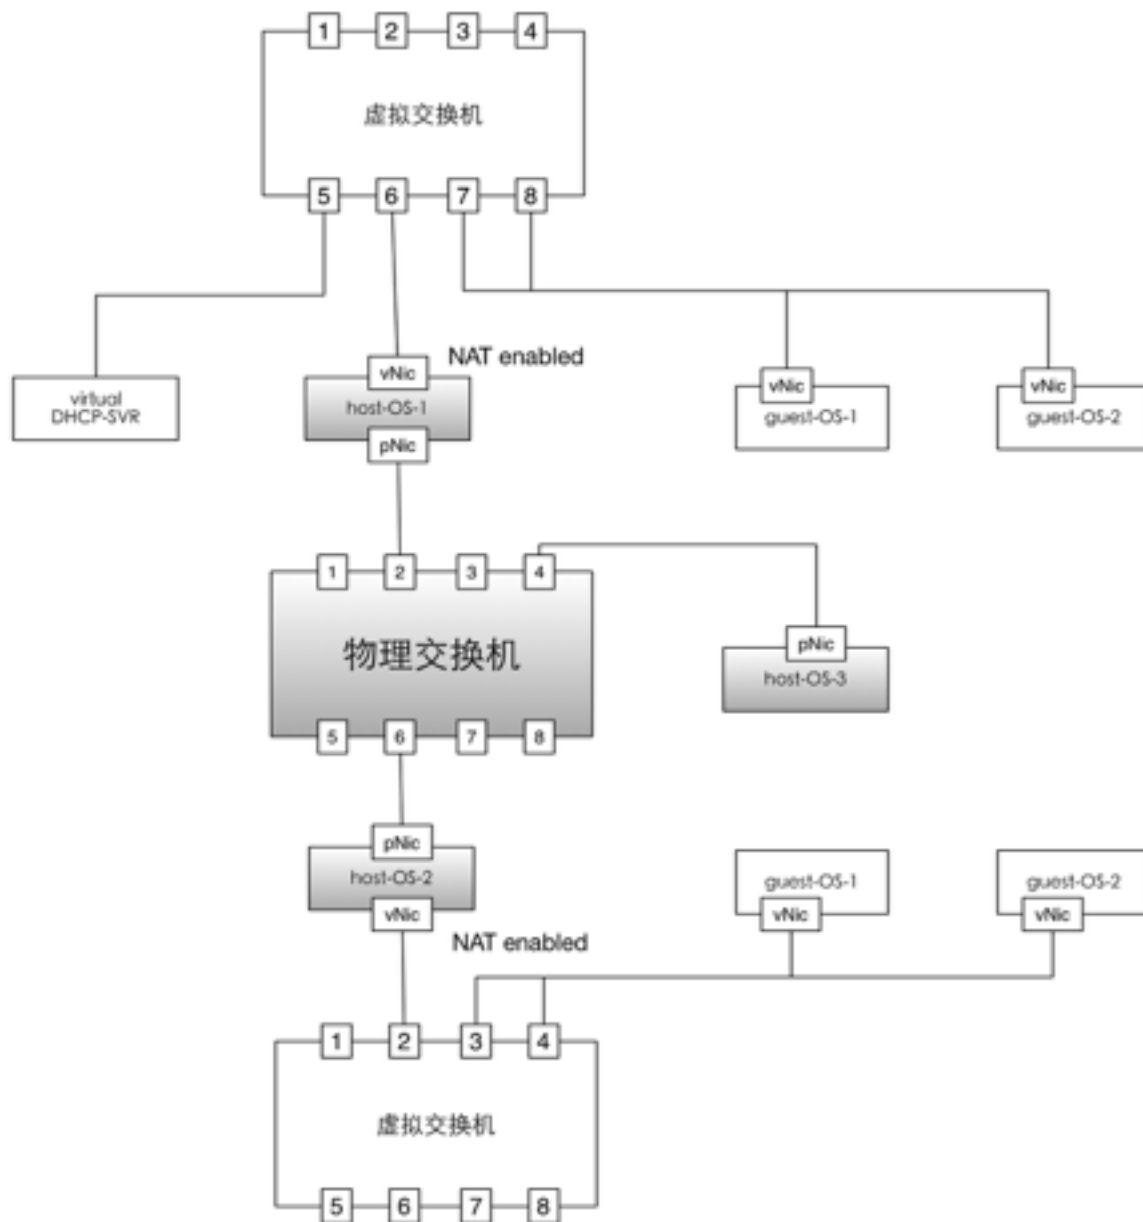 1 2 3 4
虚拟交换机
5 6 7 8
NAT enabled
vNic
host-OS-1
pNic
virtual
DHCP-SVR
vNic
guest-OS-1
vNic
guest-OS-2
1 2 3 4
物理交换机
5 6 7 8
pNic
host-OS-3
pNic
host-OS-2
vNic
NAT enabled
guest-OS-1
vNic
guest-OS-2
vNic
1 2 3 4
虚拟交换机
5 6 7 8